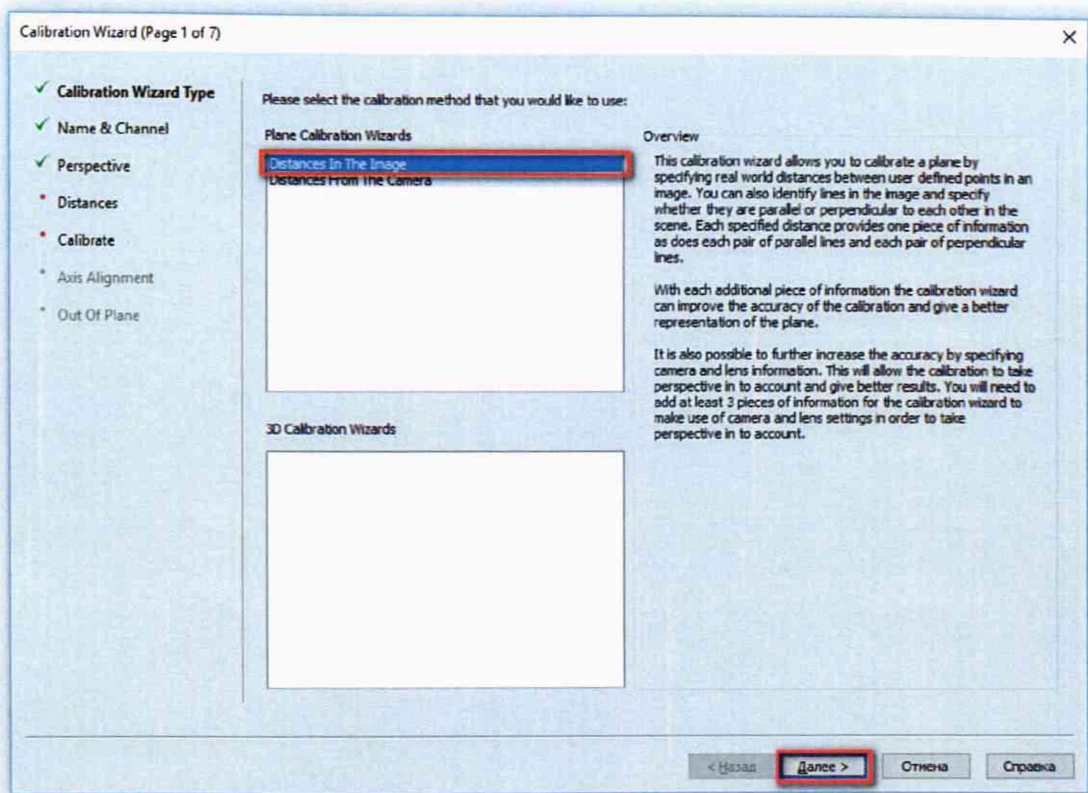 Calibration Wizard (Page 1 of 7)
Calibration Wizard Type
Name & Channel
Perspective
Distances
Calibrate
Axis Alignment
Out Of Plane
Please select the calibration method that you would like to use:
Plane Calibration Wizards
Distances In The Image
Distances From The Camera
3D Calibration Wizards
Overview
This calibration wizard allows you to calibrate a plane by
specifying real world distances between user defined points in an
image. You can also identify lines in the image and specify
whether they are parallel or perpendicular to each other in the
scene. Each specified distance provides one piece of information
as does each pair of parallel lines and each pair of perpendicular
lines.
With each additional piece of information the calibration wizard
can improve the accuracy of the calibration and give a better
representation of the plane.
It is also possible to further increase the accuracy by specifying
camera and lens information. This will allow the calibration to take
perspective in to account and give better results. You will need to
add at least 3 pieces of information for the calibration wizard to
make use of camera and lens settings in order to take
perspective in to account.
< Назад
Далее >
Отмена
Справка